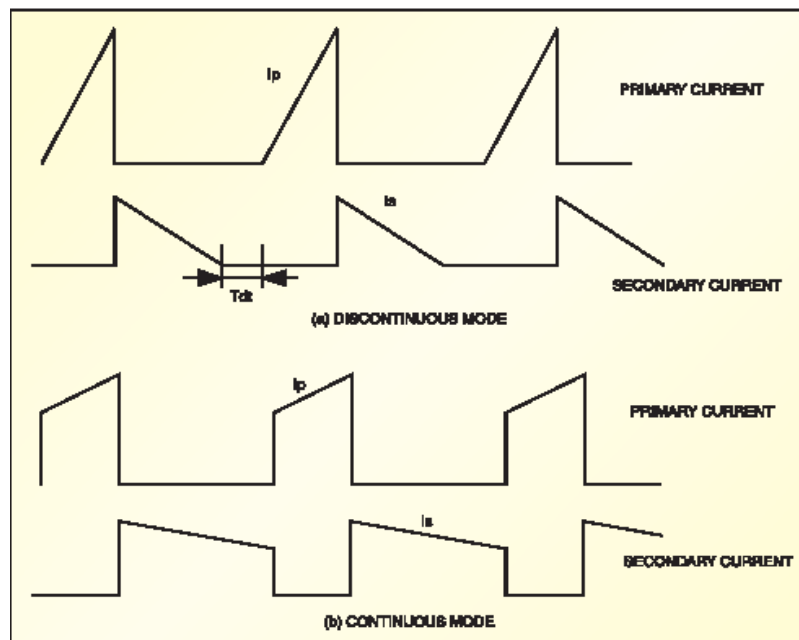 Ip
PRIMARY CURRENT
Is
Tdt
SECONDARY CURRENT
(a) DISCONTINUOUS MODE
Ip
PRIMARY CURRENT
Is
SECONDARY CURRENT
(b) CONTINUOUS MODE